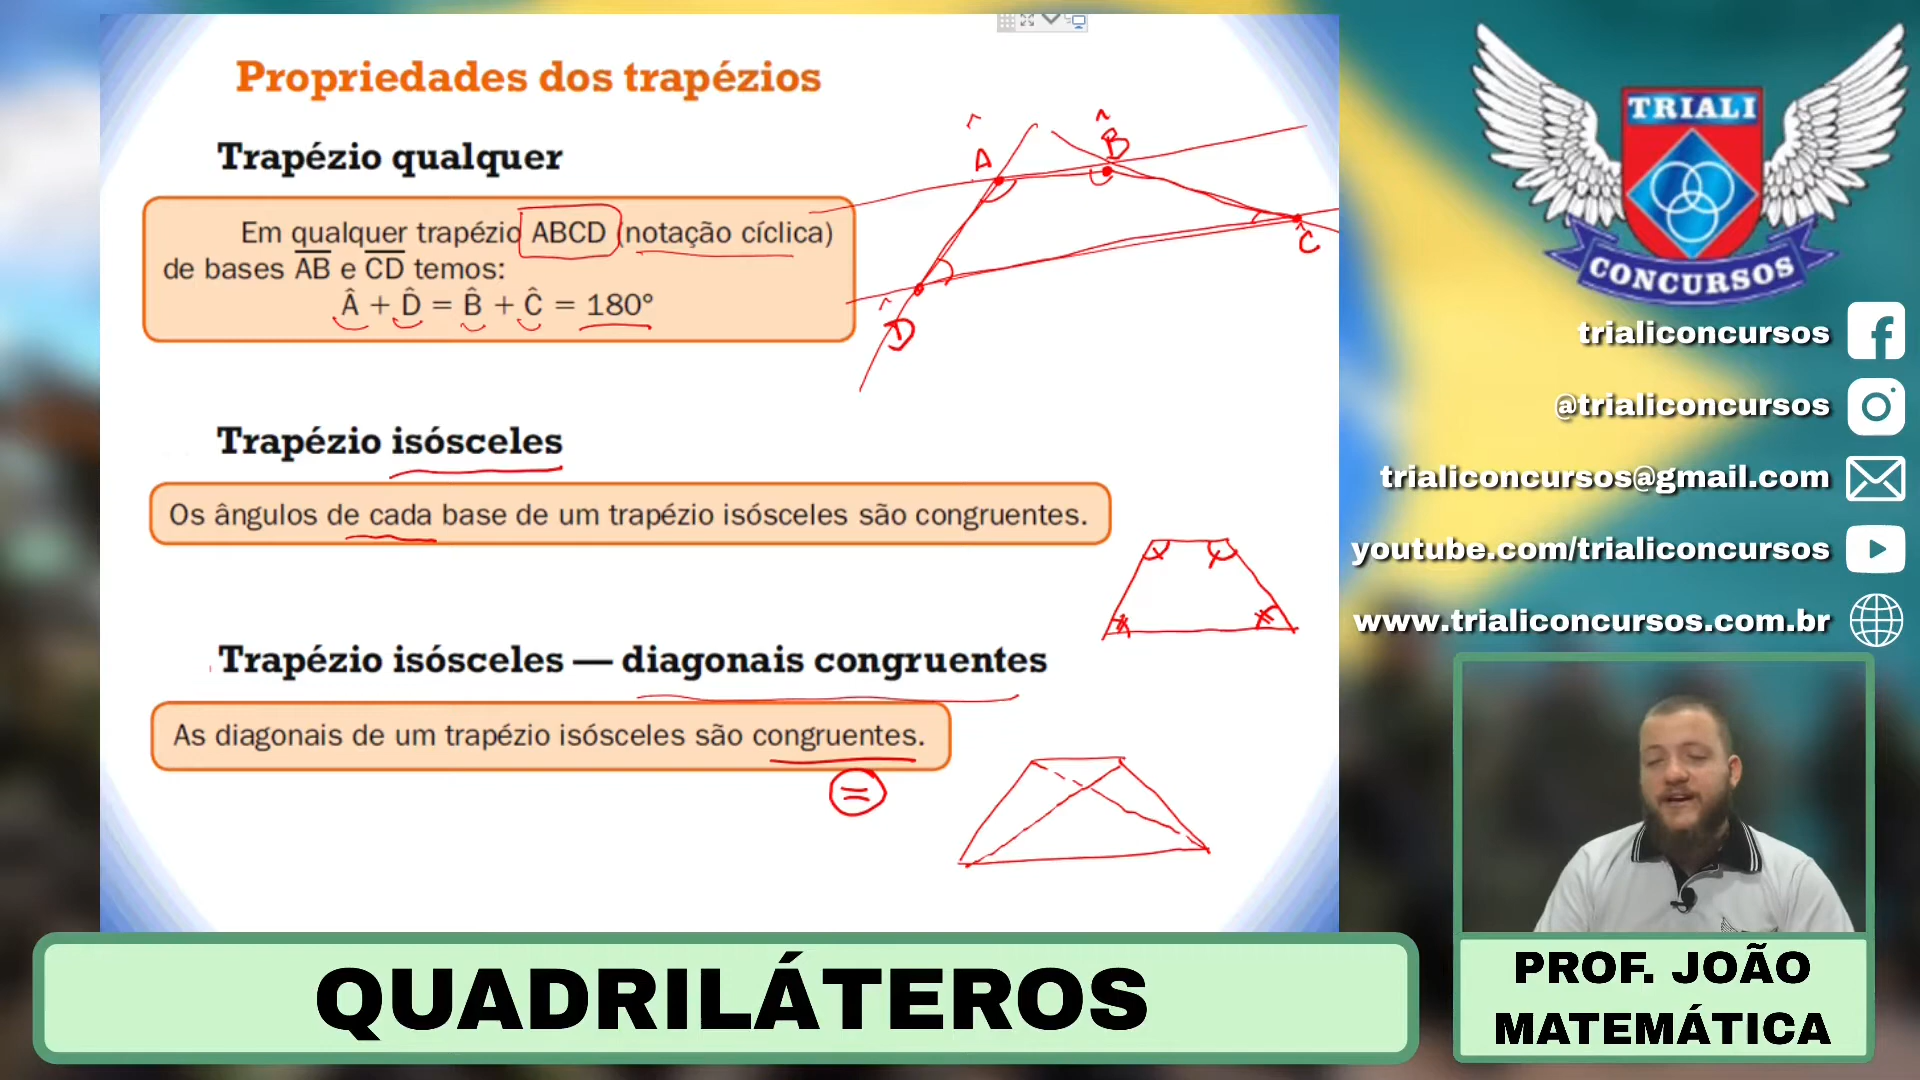 Propriedades dos trapézios
Trapézio qualquer
Em qualquer trapézio ABCD (notação cíclica)
de bases A̅B̅ e C̅D̅ temos:
Â + D̂ = B̂ + Ĉ = 180°
Â
B̂
Ĉ
D̂
Trapézio isósceles
Os ângulos de cada base de um trapézio isósceles são congruentes.
Trapézio isósceles — diagonais congruentes
As diagonais de um trapézio isósceles são congruentes.
=
TRIALI
CONCURSOS
trialiconcursos
@trialiconcursos
trialiconcursos@gmail.com
youtube.com/trialiconcursos
www.trialiconcursos.com.br
QUADRILÁTEROS
PROF. JOÃO
MATEMÁTICA